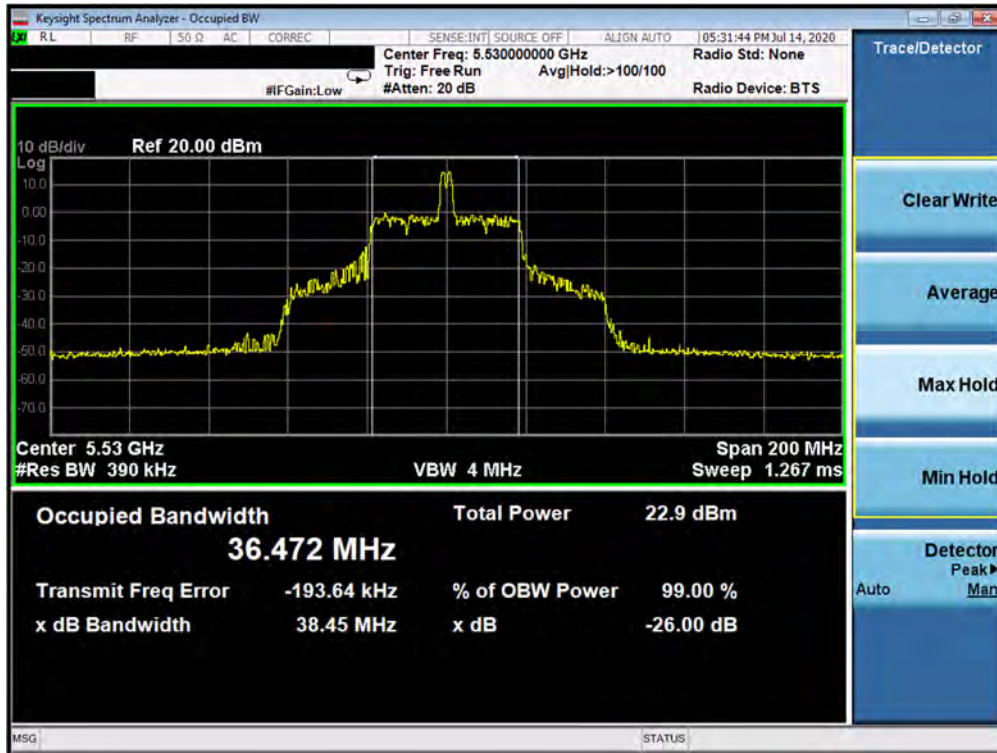 Keysight Spectrum Analyzer - Occupied BW
LXI RL RF 50 Ω AC CORREC SENSE:INT SOURCE OFF ALIGN AUTO 05:31:44 PM Jul 14, 2020
Center Freq: 5.530000000 GHz Radio Std: None
Trig: Free Run Avg|Hold:>100/100
#IFGain:Low #Atten: 20 dB Radio Device: BTS
Trace/Detector
10 dB/div Ref 20.00 dBm
Log
10.0
0.00
-10.0
-20.0
-30.0
-40.0
-50.0
-60.0
-70.0
Center 5.53 GHz Span 200 MHz
#Res BW 390 kHz VBW 4 MHz Sweep 1.267 ms
Occupied Bandwidth Total Power 22.9 dBm
36.472 MHz
Transmit Freq Error -193.64 kHz % of OBW Power 99.00 %
x dB Bandwidth 38.45 MHz x dB -26.00 dB
Clear Write
Average
Max Hold
Min Hold
Detector
Peak
Auto Man
MSG STATUS